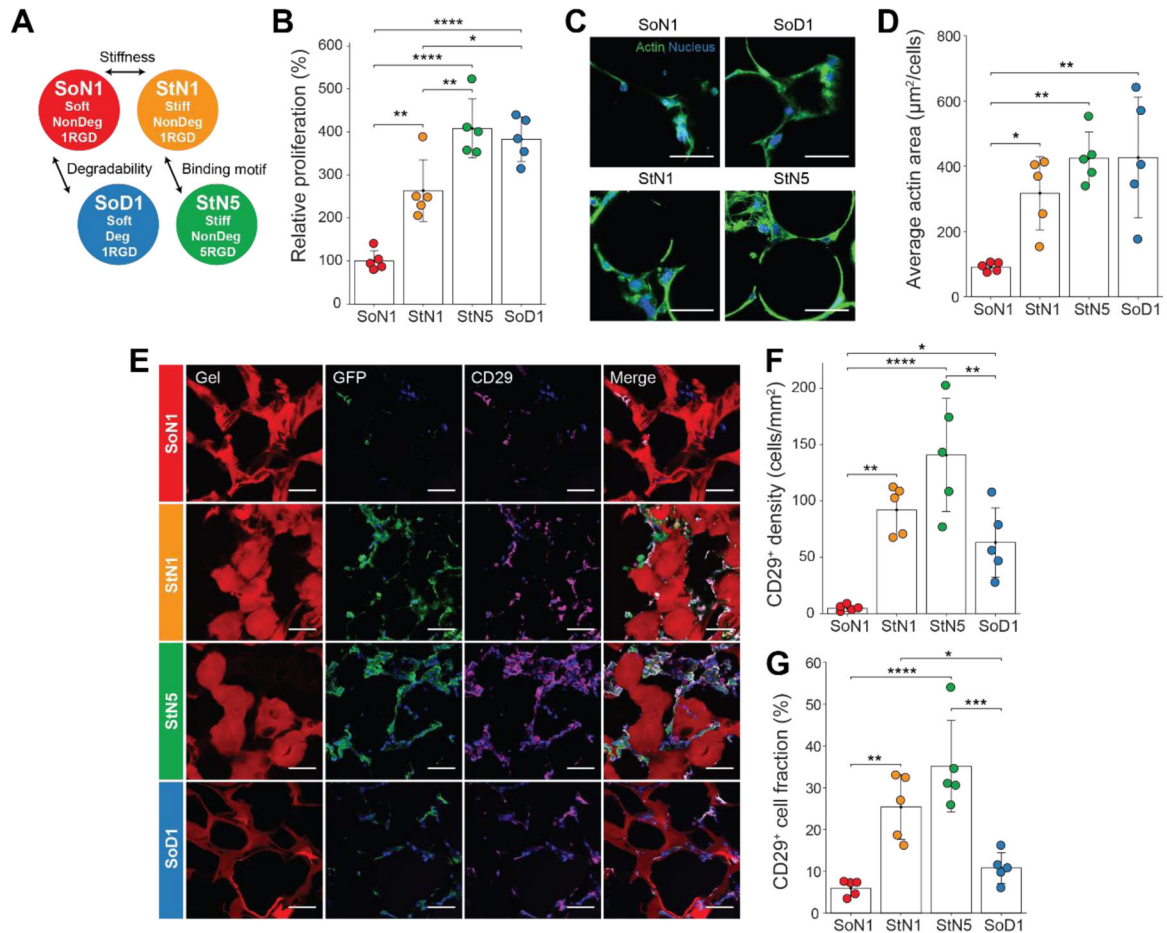 A
Stiffness
SoN1
Soft
NonDeg
1RGD
StN1
Stiff
NonDeg
1RGD
Degradability
Binding motif
SoD1
Soft
Deg
1RGD
StN5
Stiff
NonDeg
5RGD
B
Relative proliferation (%)
600
500
400
300
200
100
0
****
*
****
**
**
SoN1 StN1 StN5 SoD1
C
SoN1 SoD1
Actin Nucleus
StN1 StN5
D
Average actin area (µm²/cells)
800
600
400
200
0
**
**
*
SoN1 StN1 StN5 SoD1
E
Gel GFP CD29 Merge
SoN1
StN1
StN5
SoD1
F
CD29⁺ density (cells/mm²)
200
150
100
50
0
*
****
**
**
SoN1 StN1 StN5 SoD1
G
CD29⁺ cell fraction (%)
60
50
40
30
20
10
0
*
****
***
**
SoN1 StN1 StN5 SoD1